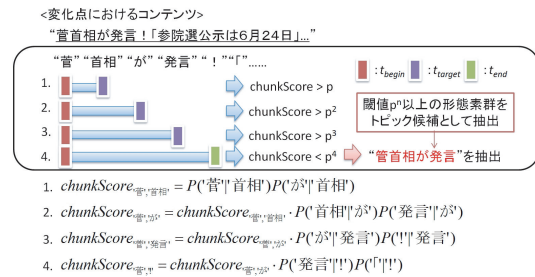 <変化点におけるコンテンツ>
“菅首相が発言！「参院選公示は６月24日」…”
“菅” “首相” “が” “発言” “！” “「”……
1. chunkScore > p
2. chunkScore > p²
3. chunkScore > p³
4. chunkScore < p⁴
: t_begin : t_target : t_end
閾値pⁿ以上の形態素群を
トピック候補として抽出
“管首相が発言”を抽出
1. chunkScore_'菅','首相' = P('菅'|'首相')P('が'|'首相')
2. chunkScore_'菅','が' = chunkScore_'菅','首相' · P('首相'|'が')P('発言'|'が')
3. chunkScore_'菅','発言' = chunkScore_'菅','が' · P('が'|'発言')P('!'|'発言')
4. chunkScore_'菅','!' = chunkScore_'菅','が' · P('発言'|'!')P('「'|'!')